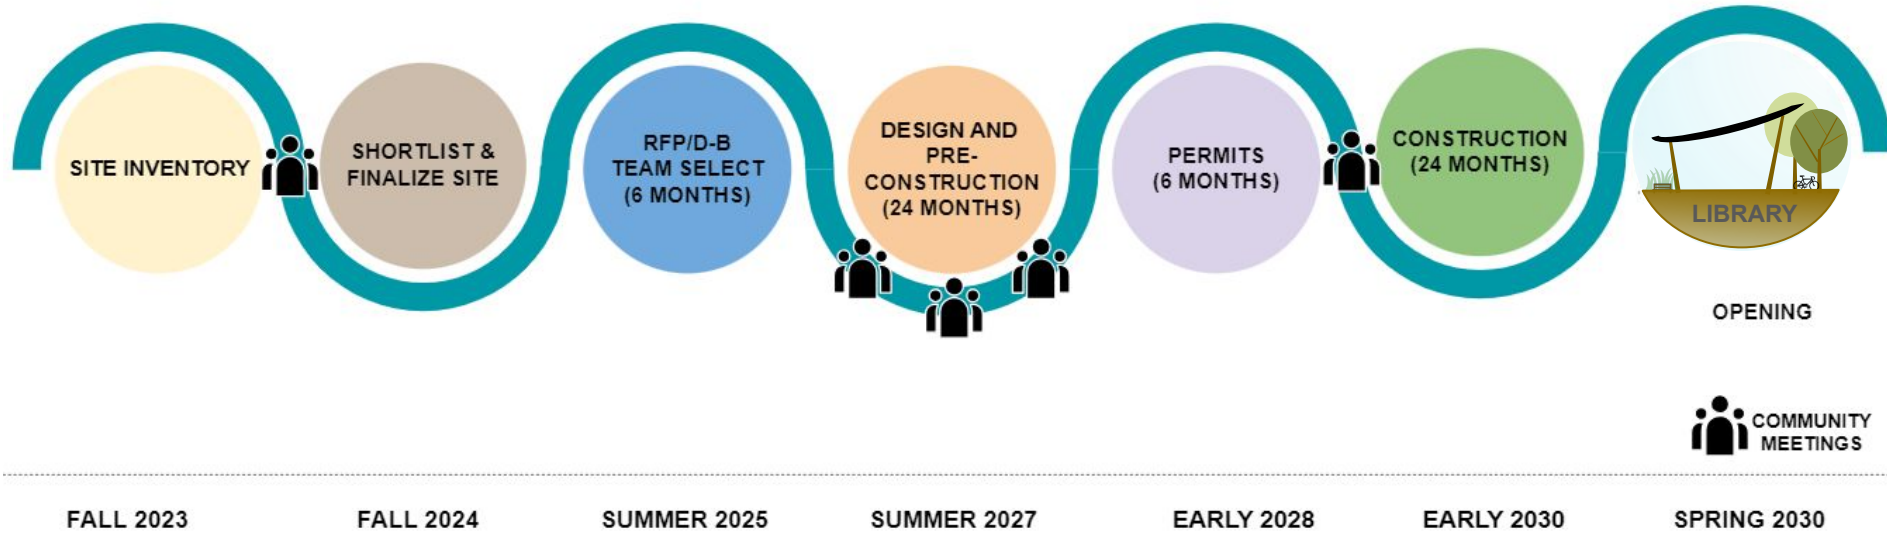 SITE INVENTORY
SHORTLIST &
FINALIZE SITE
RFP/D-B
TEAM SELECT
(6 MONTHS)
DESIGN AND
PRE-
CONSTRUCTION
(24 MONTHS)
PERMITS
(6 MONTHS)
CONSTRUCTION
(24 MONTHS)
LIBRARY
OPENING
COMMUNITY
MEETINGS
FALL 2023
FALL 2024
SUMMER 2025
SUMMER 2027
EARLY 2028
EARLY 2030
SPRING 2030